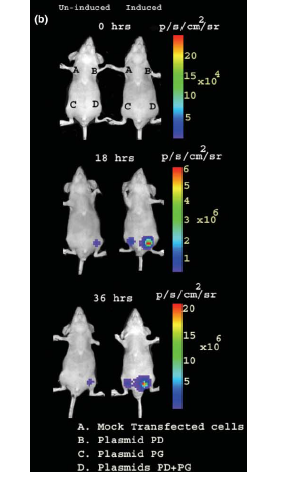 Un-induced Induced
(b)
0 hrs p/s/cm²/sr
A B A B
C D C D
20
15
x10⁴
10
5
18 hrs p/s/cm²/sr
6
5
4
3 x10⁶
2
1
36 hrs p/s/cm²/sr
20
15
x10⁶
10
5
A. Mock Transfected cells
B. Plasmid PD
C. Plasmid PG
D. Plasmids PD+PG